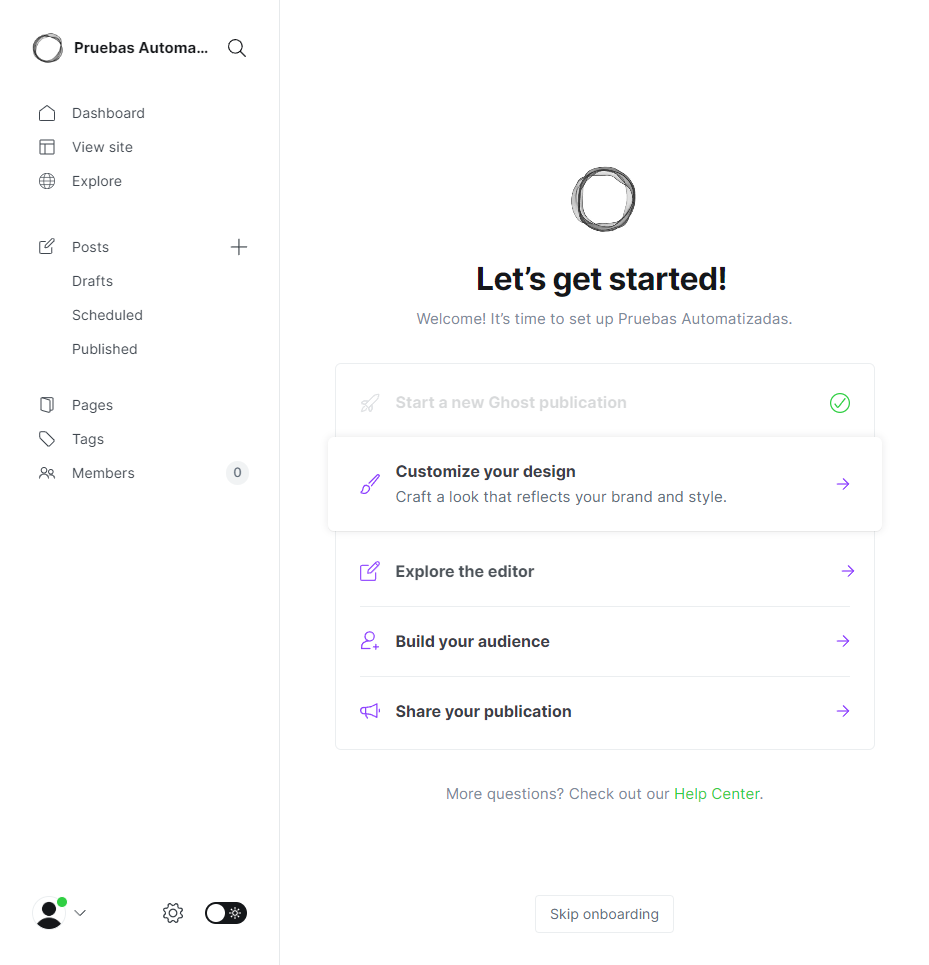 Pruebas Automa...
Dashboard
View site
Explore
Posts
Drafts
Scheduled
Published
Pages
Tags
Members
0
Let’s get started!
Welcome! It’s time to set up Pruebas Automatizadas.
Start a new Ghost publication
Customize your design
Craft a look that reflects your brand and style.
Explore the editor
Build your audience
Share your publication
More questions? Check out our Help Center.
Skip onboarding